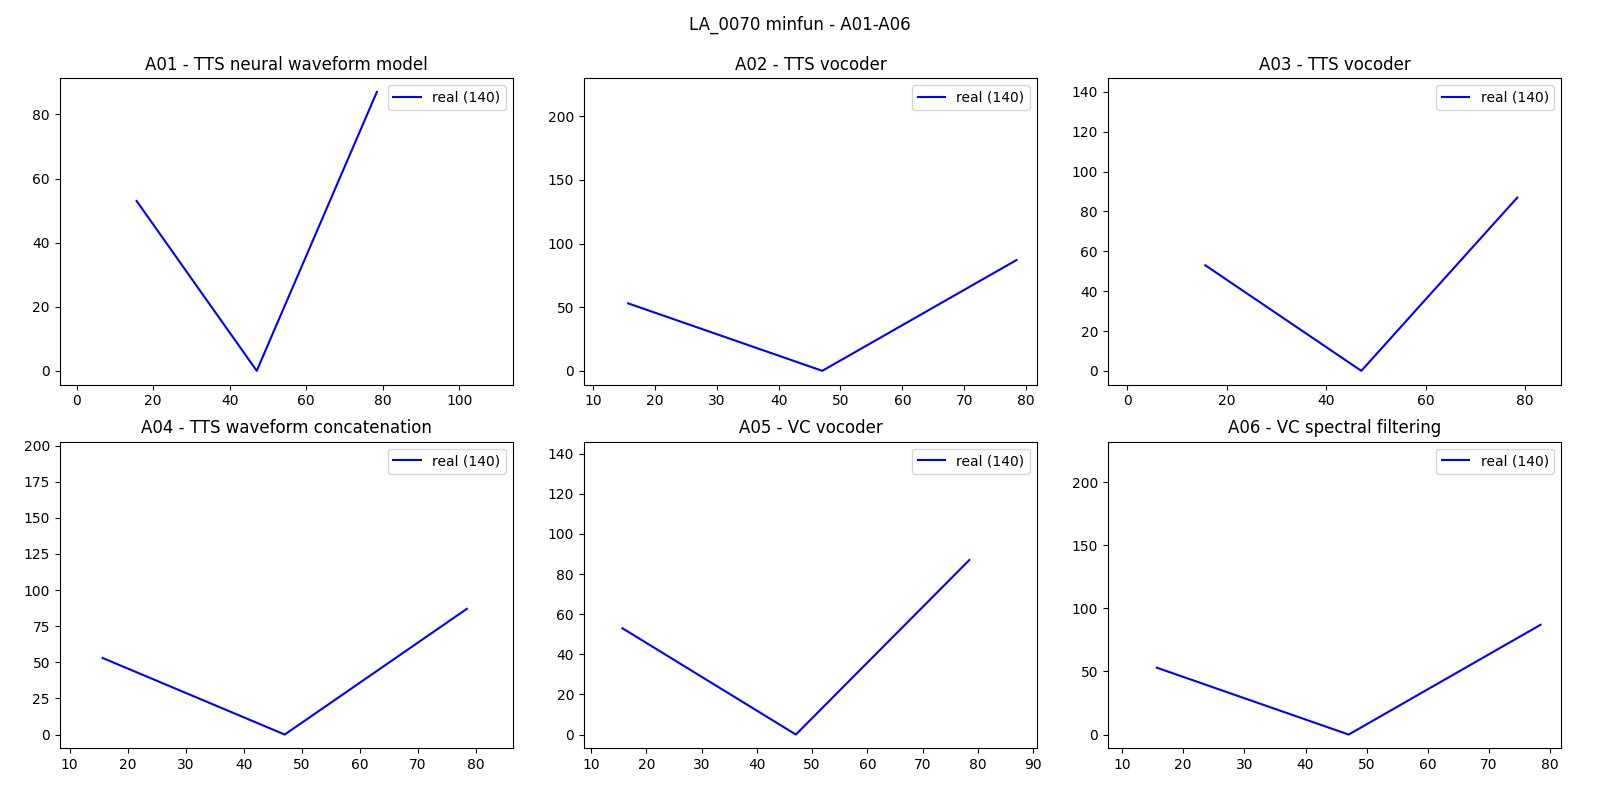 LA_0070 minfun - A01-A06
A01 - TTS neural waveform model
real (140)
80
60
40
20
0
0 20 40 60 80 100
A02 - TTS vocoder
real (140)
200
150
100
50
0
10 20 30 40 50 60 70 80
A03 - TTS vocoder
real (140)
140
120
100
80
60
40
20
0
0 20 40 60 80
A04 - TTS waveform concatenation
real (140)
200
175
150
125
100
75
50
25
0
10 20 30 40 50 60 70 80
A05 - VC vocoder
real (140)
140
120
100
80
60
40
20
0
10 20 30 40 50 60 70 80 90
A06 - VC spectral filtering
real (140)
200
150
100
50
0
10 20 30 40 50 60 70 80